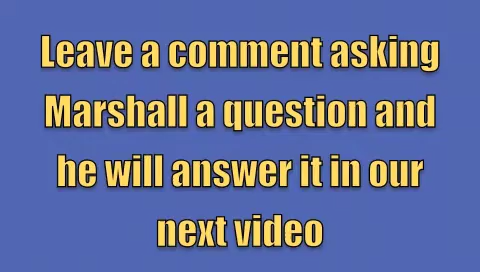 Leave a comment asking
Marshall a question and
he will answer it in our
next video